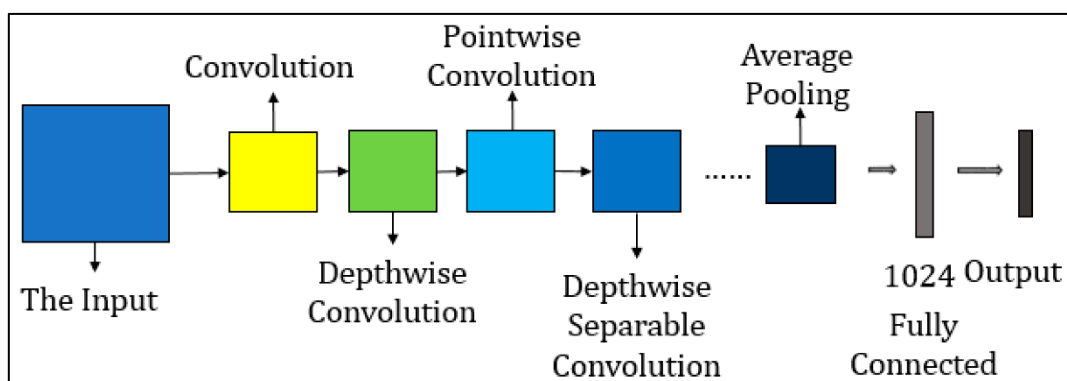 Convolution
Pointwise
Convolution
Average
Pooling
......
The Input
Depthwise
Convolution
Depthwise
Separable
Convolution
1024 Output
Fully
Connected